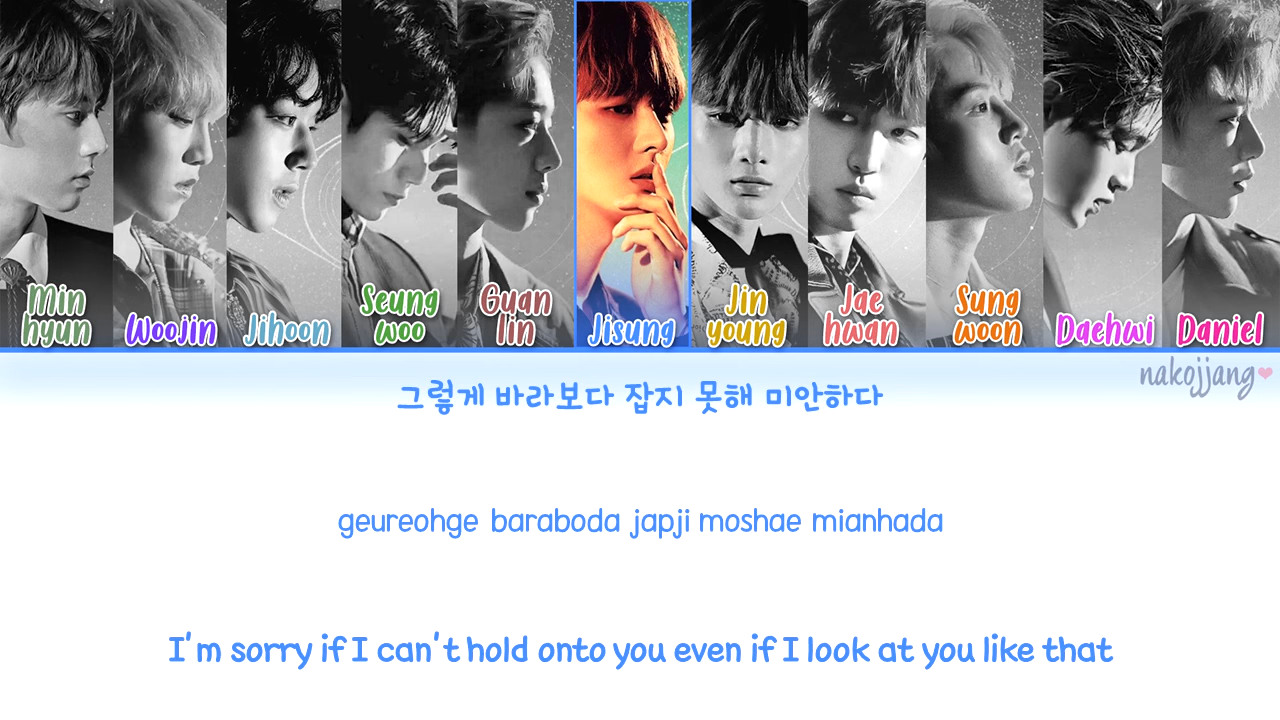 Min
hyun
Woojin
Jihoon
Seung
woo
Guan
lin
Jisung
Jin
young
Jae
hwan
Sung
woon
Daehwi
Daniel
nakojjang
그렇게 바라보다 잡지 못해 미안하다
geureohge baraboda japji moshae mianhada
I'm sorry if I can't hold onto you even if I look at you like that